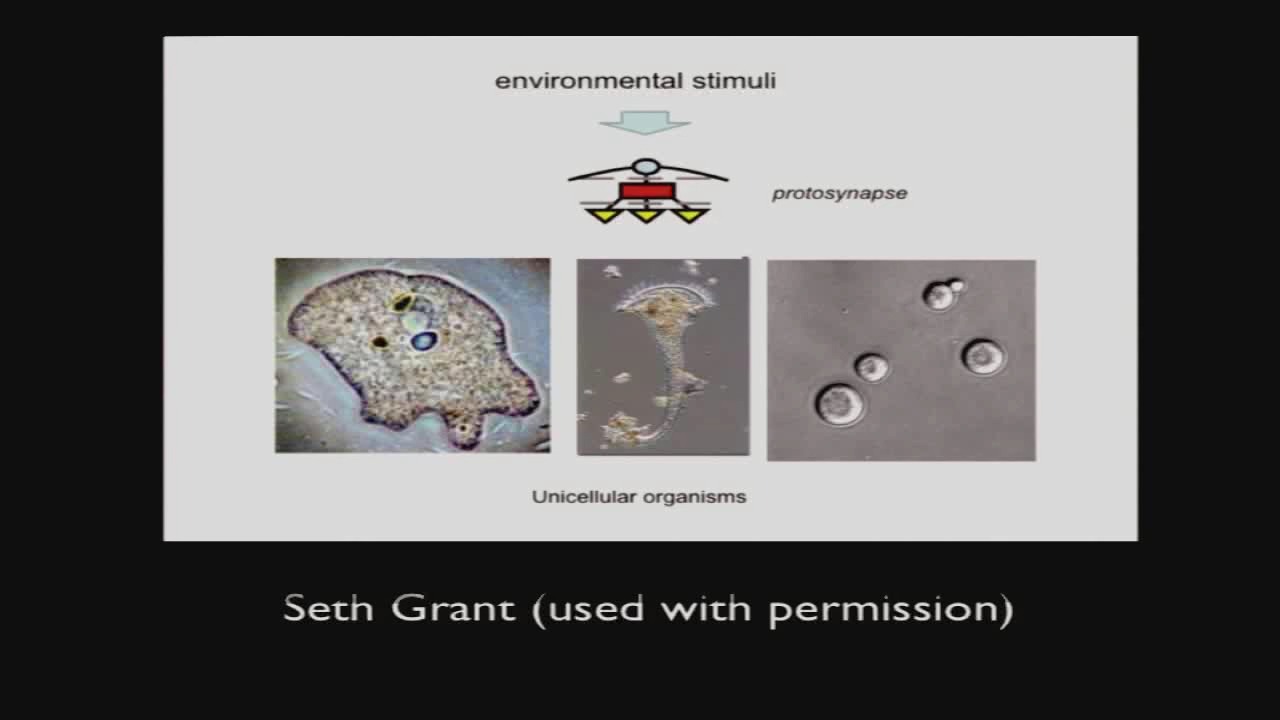 environmental stimuli
protosynapse
Unicellular organisms
Seth Grant (used with permission)